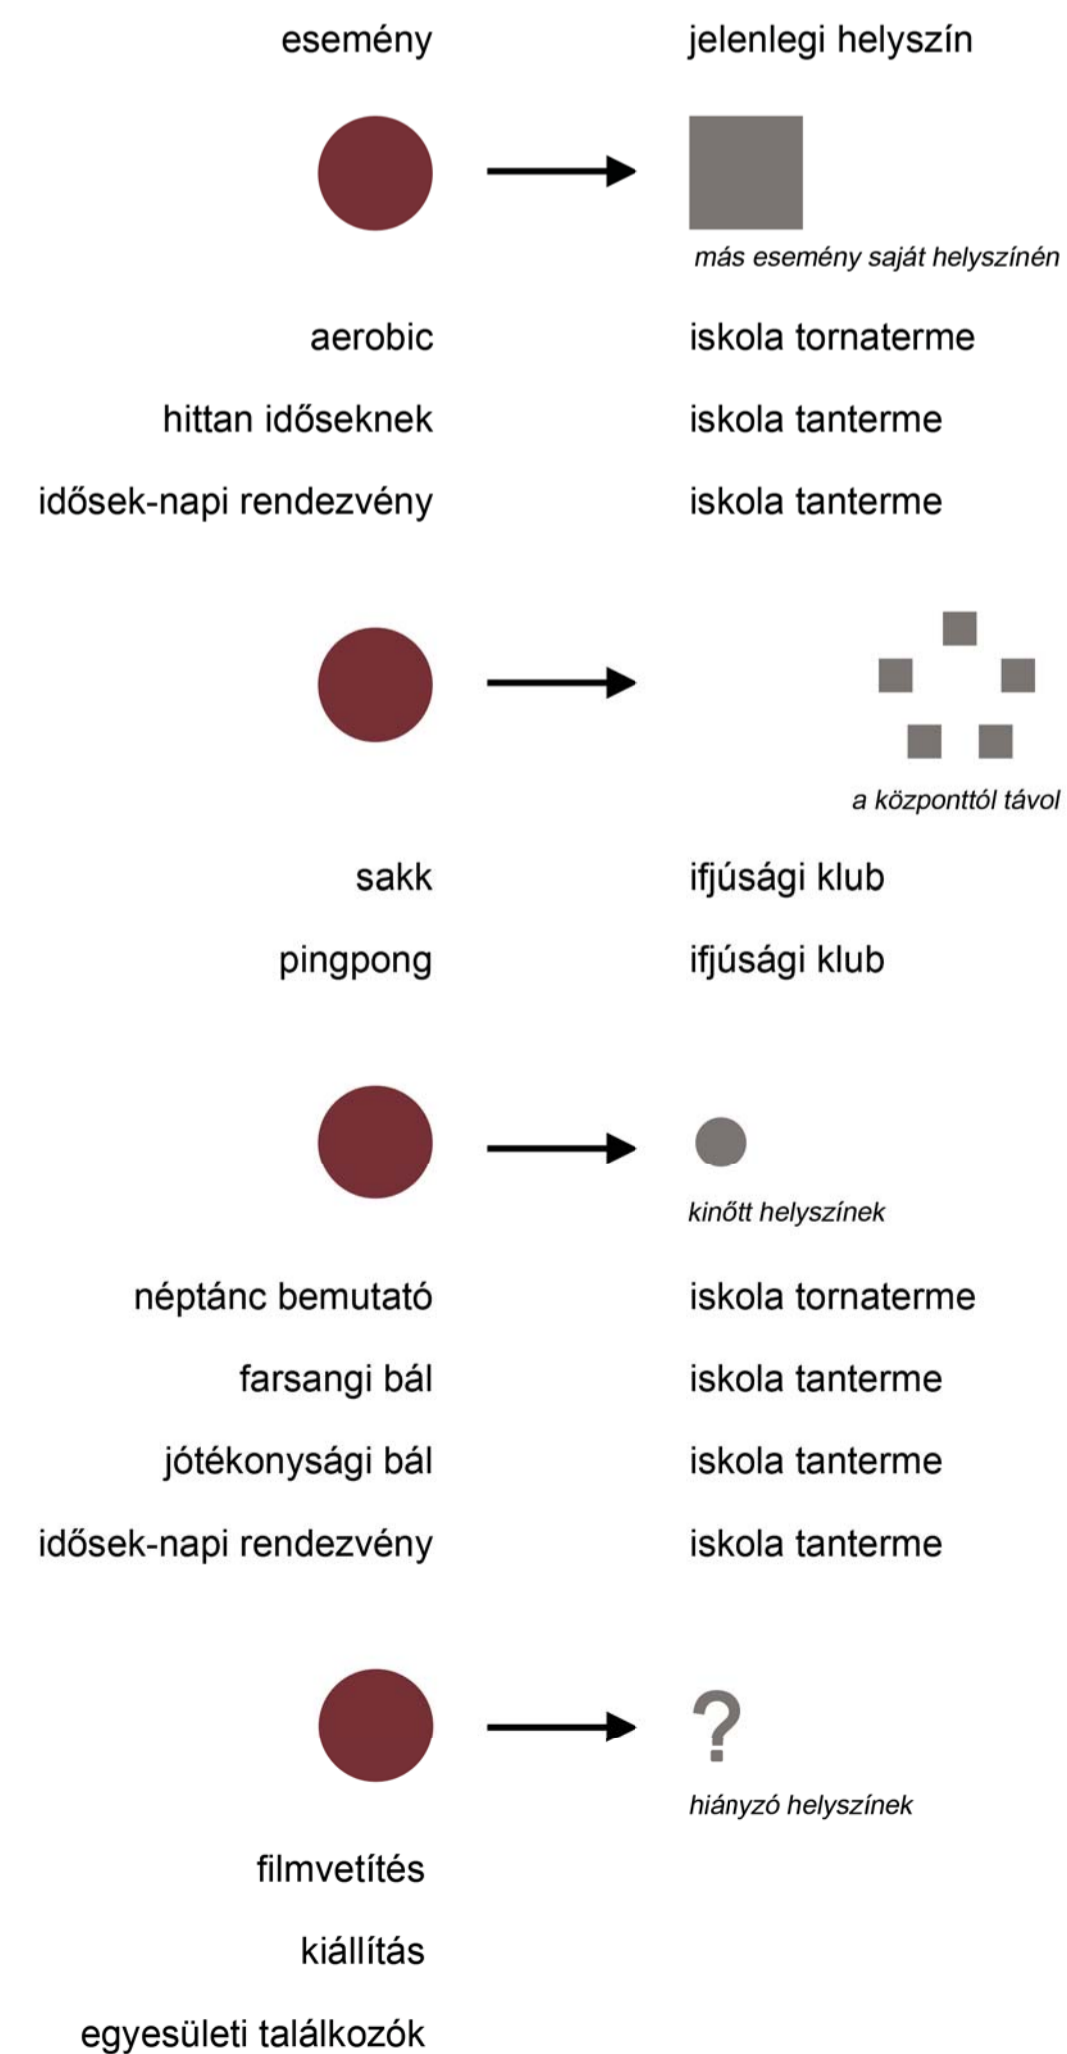 esemény jelenlegi helyszín
más esemény saját helyszínén
aerobic iskola tornaterme
hittan időseknek iskola tanterme
idősek-napi rendezvény iskola tanterme
a központtól távol
sakk ifjúsági klub
pingpong ifjúsági klub
kinőtt helyszínek
néptánc bemutató iskola tornaterme
farsangi bál iskola tanterme
jótékonysági bál iskola tanterme
idősek-napi rendezvény iskola tanterme
?
hiányzó helyszínek
filmvetítés
kiállítás
egyesületi találkozók